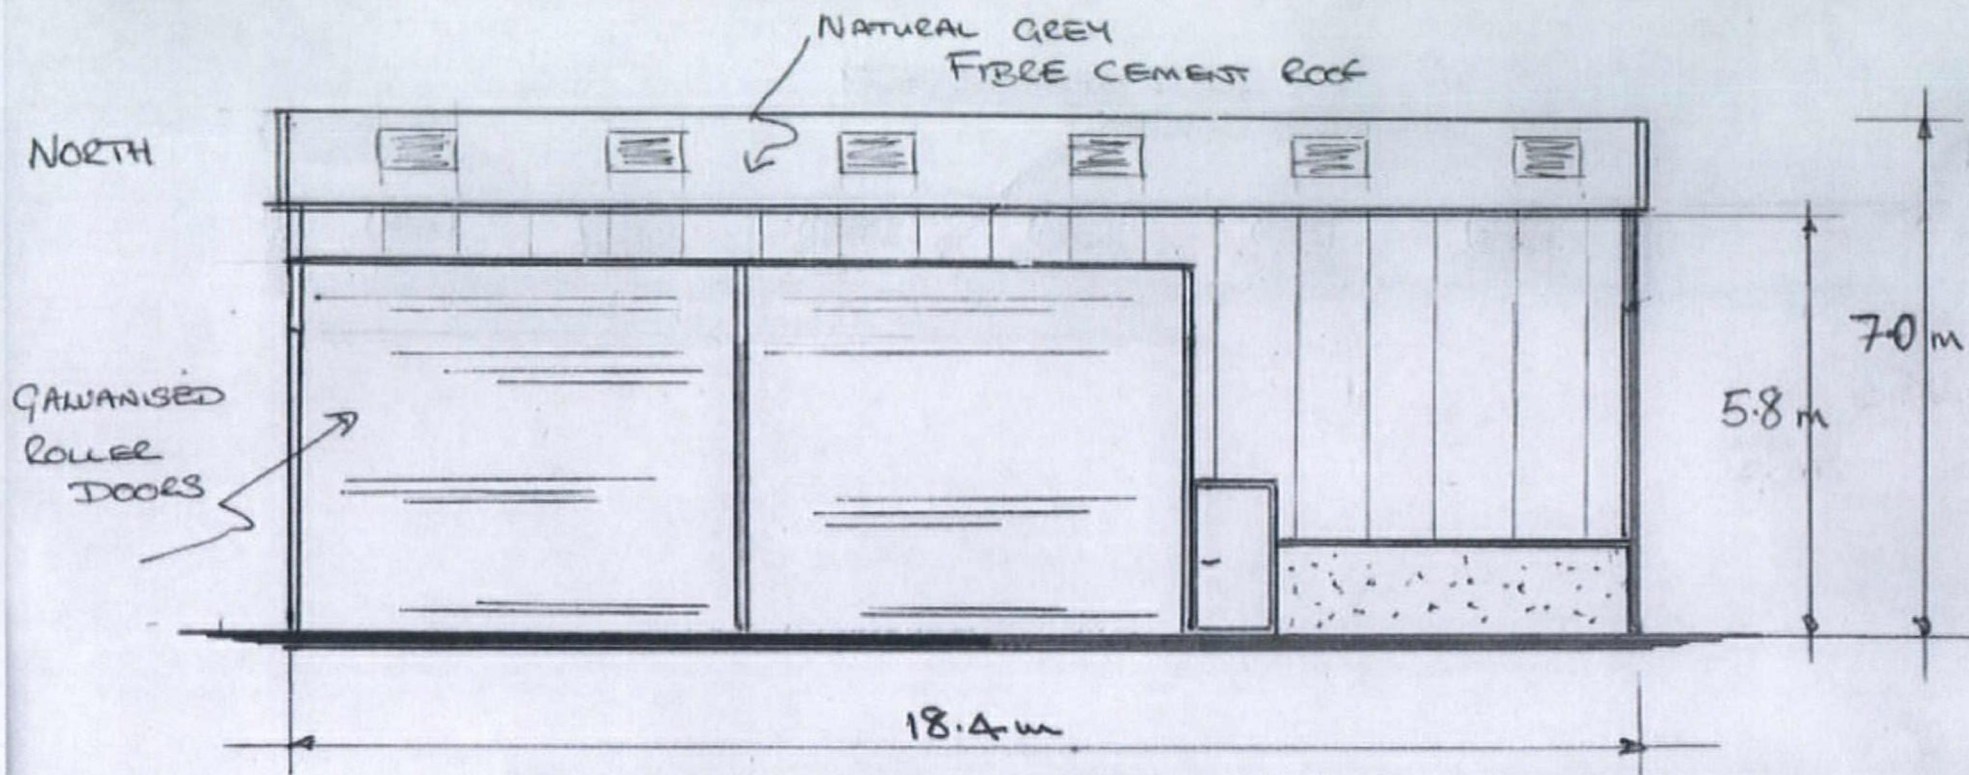 NATURAL GREY
FIBRE CEMENT ROOF
NORTH
GALVANISED
ROLLER
DOORS
7.0 m
5.8 m
18.4 m